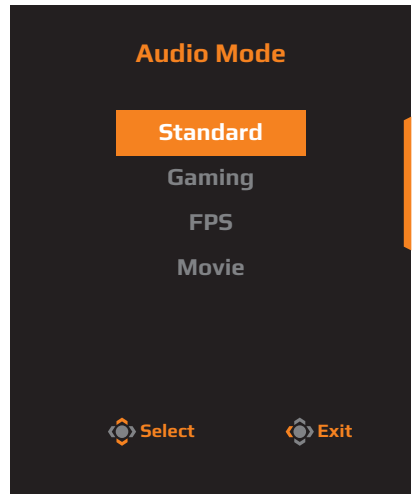 Audio Mode
Standard
Gaming
FPS
Movie
Select Exit